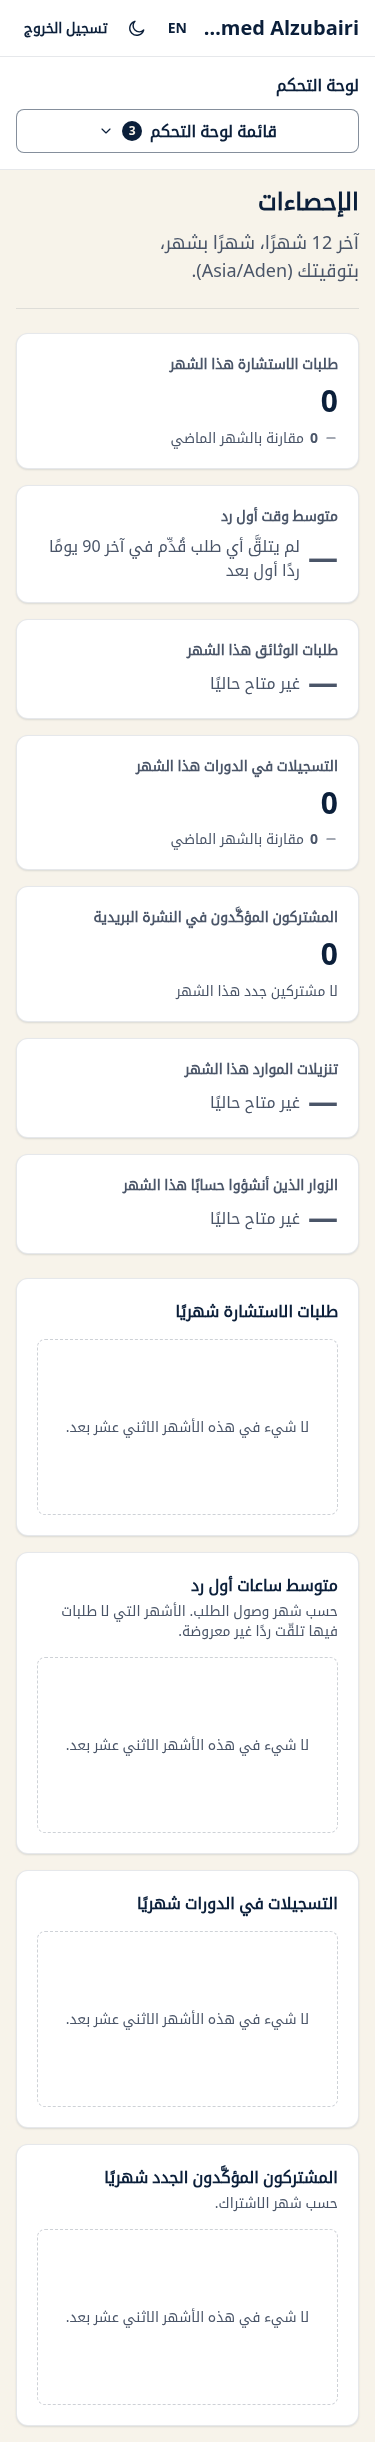 ...med Alzubairi
EN
تسجيل الخروج
لوحة التحكم
قائمة لوحة التحكم 3
الإحصاءات
آخر 12 شهرًا، شهرًا بشهر،
بتوقيتك (Asia/Aden).
طلبات الاستشارة هذا الشهر
0
— 0 مقارنة بالشهر الماضي
متوسط وقت أول رد
— لم يتلقَّ أي طلب قُدِّم في آخر 90 يومًا
ردًا أول بعد
طلبات الوثائق هذا الشهر
— غير متاح حاليًا
التسجيلات في الدورات هذا الشهر
0
— 0 مقارنة بالشهر الماضي
المشتركون المؤكَّدون في النشرة البريدية
0
لا مشتركين جدد هذا الشهر
تنزيلات الموارد هذا الشهر
— غير متاح حاليًا
الزوار الذين أنشؤوا حسابًا هذا الشهر
— غير متاح حاليًا
طلبات الاستشارة شهريًا
لا شيء في هذه الأشهر الاثني عشر بعد.
متوسط ساعات أول رد
حسب شهر وصول الطلب. الأشهر التي لا طلبات
فيها تلقّت ردًا غير معروضة.
لا شيء في هذه الأشهر الاثني عشر بعد.
التسجيلات في الدورات شهريًا
لا شيء في هذه الأشهر الاثني عشر بعد.
المشتركون المؤكَّدون الجدد شهريًا
حسب شهر الاشتراك.
لا شيء في هذه الأشهر الاثني عشر بعد.